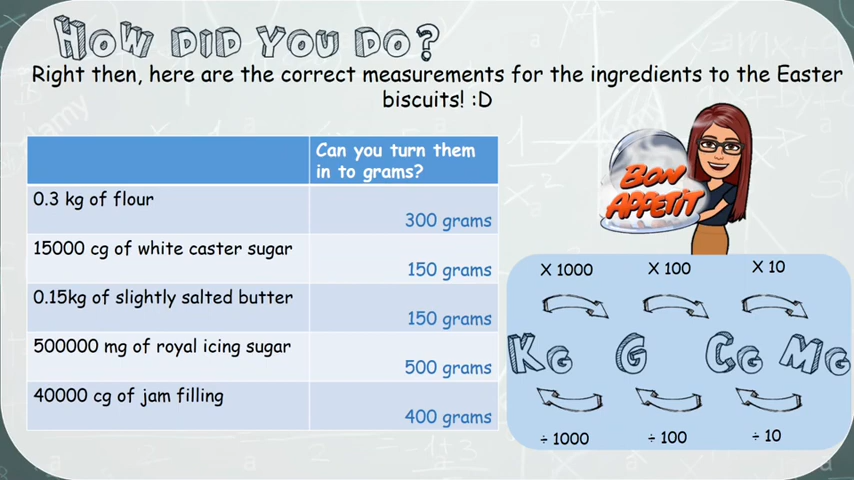 How did you do?
Right then, here are the correct measurements for the ingredients to the Easter
biscuits! :D
Can you turn them
in to grams?
0.3 kg of flour
300 grams
15000 cg of white caster sugar
150 grams
0.15kg of slightly salted butter
150 grams
500000 mg of royal icing sugar
500 grams
40000 cg of jam filling
400 grams
BON
APPETIT
X 1000 X 100 X 10
Kg G Cg Mg
÷ 1000 ÷ 100 ÷ 10